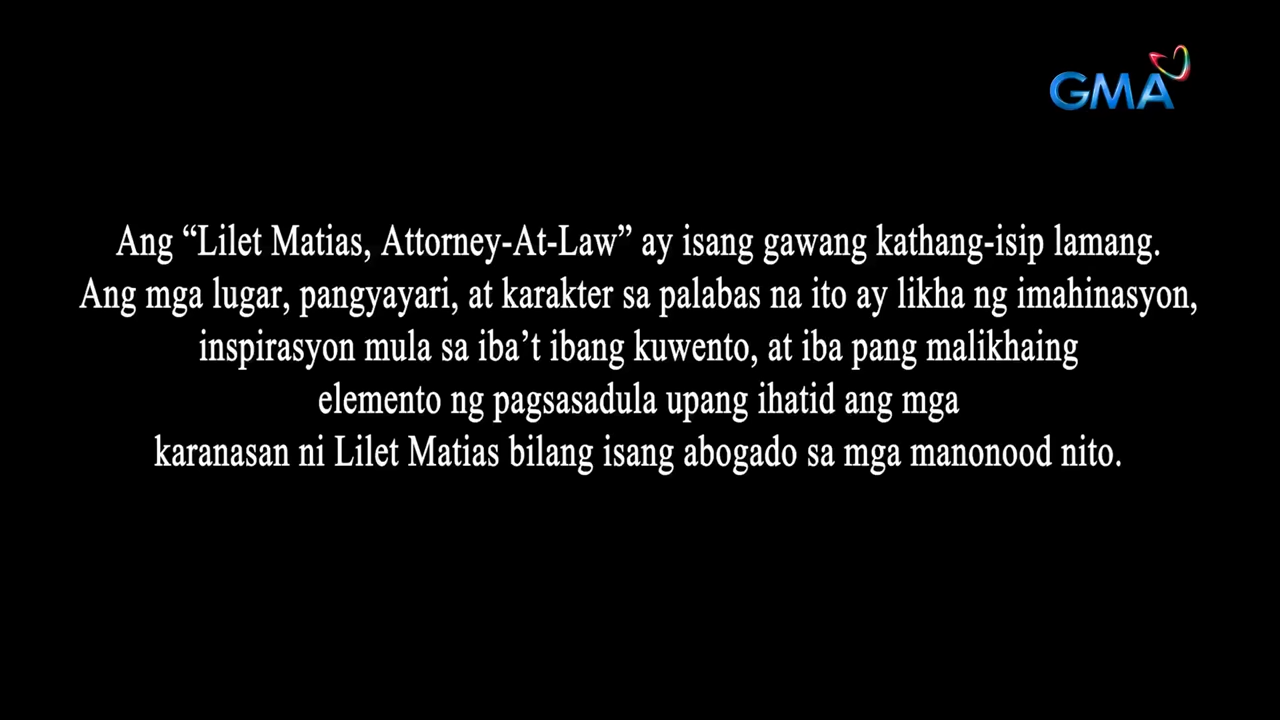 GMA
Ang “Lilet Matias, Attorney-At-Law” ay isang gawang kathang-isip lamang.
Ang mga lugar, pangyayari, at karakter sa palabas na ito ay likha ng imahinasyon,
inspirasyon mula sa iba’t ibang kuwento, at iba pang malikhaing
elemento ng pagsasadula upang ihatid ang mga
karanasan ni Lilet Matias bilang isang abogado sa mga manonood nito.